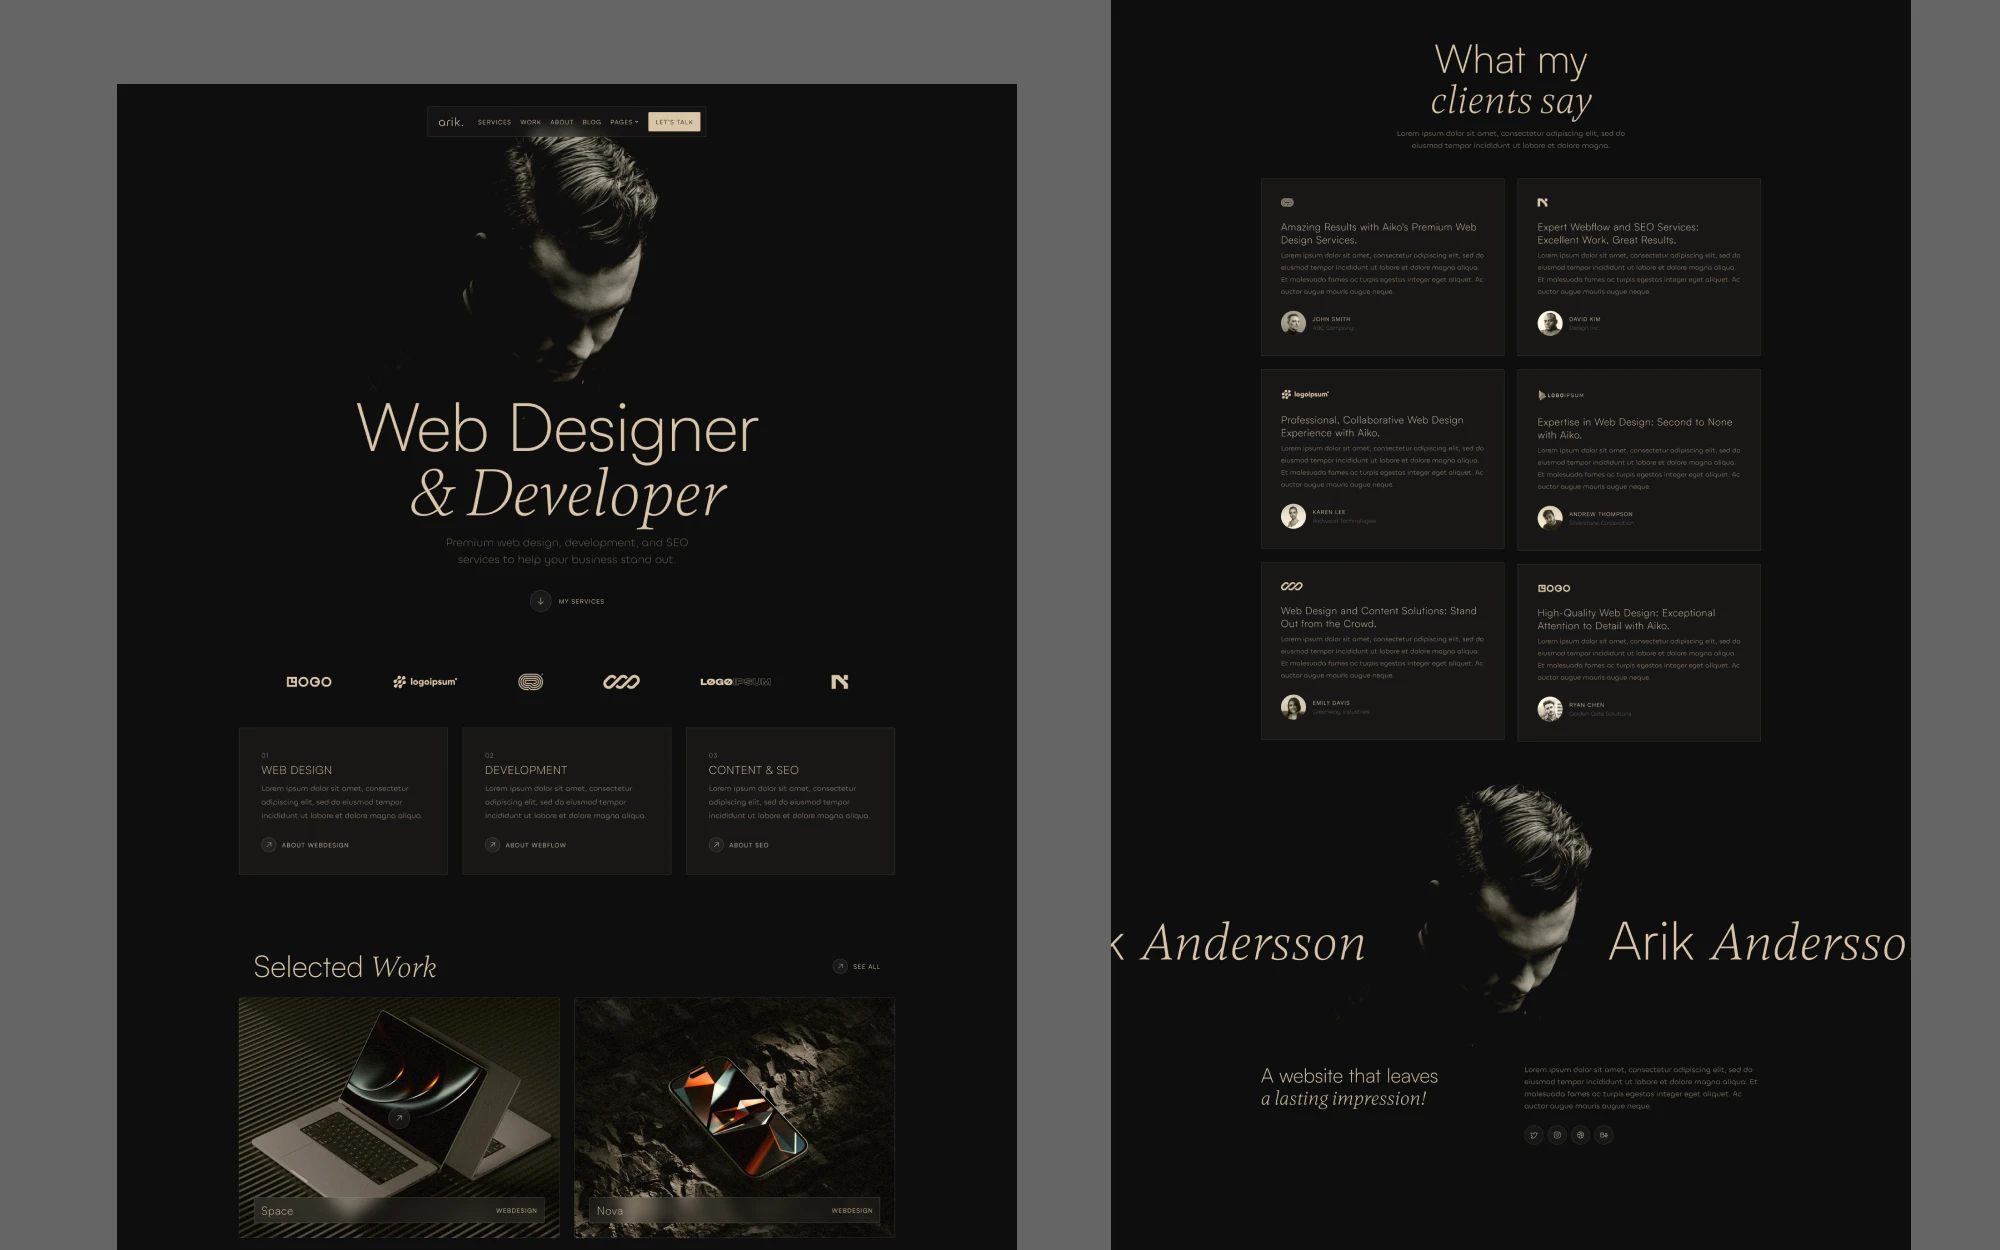 arik.
SERVICES WORK ABOUT BLOG PAGES LET'S TALK
Web Designer
& Developer
Premium web design, development, and SEO
services to help your business stand out.
MY SERVICES
LOGO logoipsum LOGOIPSUM
01
WEB DESIGN
Lorem ipsum dolor sit amet, consectetur
adipiscing elit, sed do eiusmod tempor
incididunt ut labore et dolore magna aliqua.
ABOUT WEBDESIGN
02
DEVELOPMENT
Lorem ipsum dolor sit amet, consectetur
adipiscing elit, sed do eiusmod tempor
incididunt ut labore et dolore magna aliqua.
ABOUT WEBFLOW
03
CONTENT & SEO
Lorem ipsum dolor sit amet, consectetur
adipiscing elit, sed do eiusmod tempor
incididunt ut labore et dolore magna aliqua.
ABOUT SEO
Selected Work
SEE ALL
Space
WEBDESIGN
Nova
WEBDESIGN
What my
clients say
Lorem ipsum dolor sit amet, consectetur adipiscing elit, sed do
eiusmod tempor incididunt ut labore et dolore magna.
Amazing Results with Aiko's Premium Web
Design Services.
Lorem ipsum dolor sit amet, consectetur adipiscing elit, sed do
eiusmod tempor incididunt ut labore et dolore magna aliqua.
Et malesuada fames ac turpis egestas integer eget aliquet. Ac
auctor augue mauris augue neque.
JOHN SMITH
ABC Company
Expert Webflow and SEO Services:
Excellent Work, Great Results.
Lorem ipsum dolor sit amet, consectetur adipiscing elit, sed do
eiusmod tempor incididunt ut labore et dolore magna aliqua.
Et malesuada fames ac turpis egestas integer eget aliquet. Ac
auctor augue mauris augue neque.
DAVID KIM
Design Inc.
logoipsum
Professional, Collaborative Web Design
Experience with Aiko.
Lorem ipsum dolor sit amet, consectetur adipiscing elit, sed do
eiusmod tempor incididunt ut labore et dolore magna aliqua.
Et malesuada fames ac turpis egestas integer eget aliquet. Ac
auctor augue mauris augue neque.
KAREN LEE
Redwood Technologies
LOGOIPSUM
Expertise in Web Design: Second to None
with Aiko.
Lorem ipsum dolor sit amet, consectetur adipiscing elit, sed do
eiusmod tempor incididunt ut labore et dolore magna aliqua.
Et malesuada fames ac turpis egestas integer eget aliquet. Ac
auctor augue mauris augue neque.
ANDREW THOMPSON
Silverstone Corporation
Web Design and Content Solutions: Stand
Out from the Crowd.
Lorem ipsum dolor sit amet, consectetur adipiscing elit, sed do
eiusmod tempor incididunt ut labore et dolore magna aliqua.
Et malesuada fames ac turpis egestas integer eget aliquet. Ac
auctor augue mauris augue neque.
EMILY DAVIS
Gateway Industries
LOGO
High-Quality Web Design: Exceptional
Attention to Detail with Aiko.
Lorem ipsum dolor sit amet, consectetur adipiscing elit, sed do
eiusmod tempor incididunt ut labore et dolore magna aliqua.
Et malesuada fames ac turpis egestas integer eget aliquet. Ac
auctor augue mauris augue neque.
RYAN CHEN
Golden Gate Solutions
k Andersson Arik Andersso
A website that leaves
a lasting impression!
Lorem ipsum dolor sit amet, consectetur adipiscing elit, sed do
eiusmod tempor incididunt ut labore et dolore magna aliqua. Et
malesuada fames ac turpis egestas integer eget aliquet. Ac
auctor augue mauris augue neque.